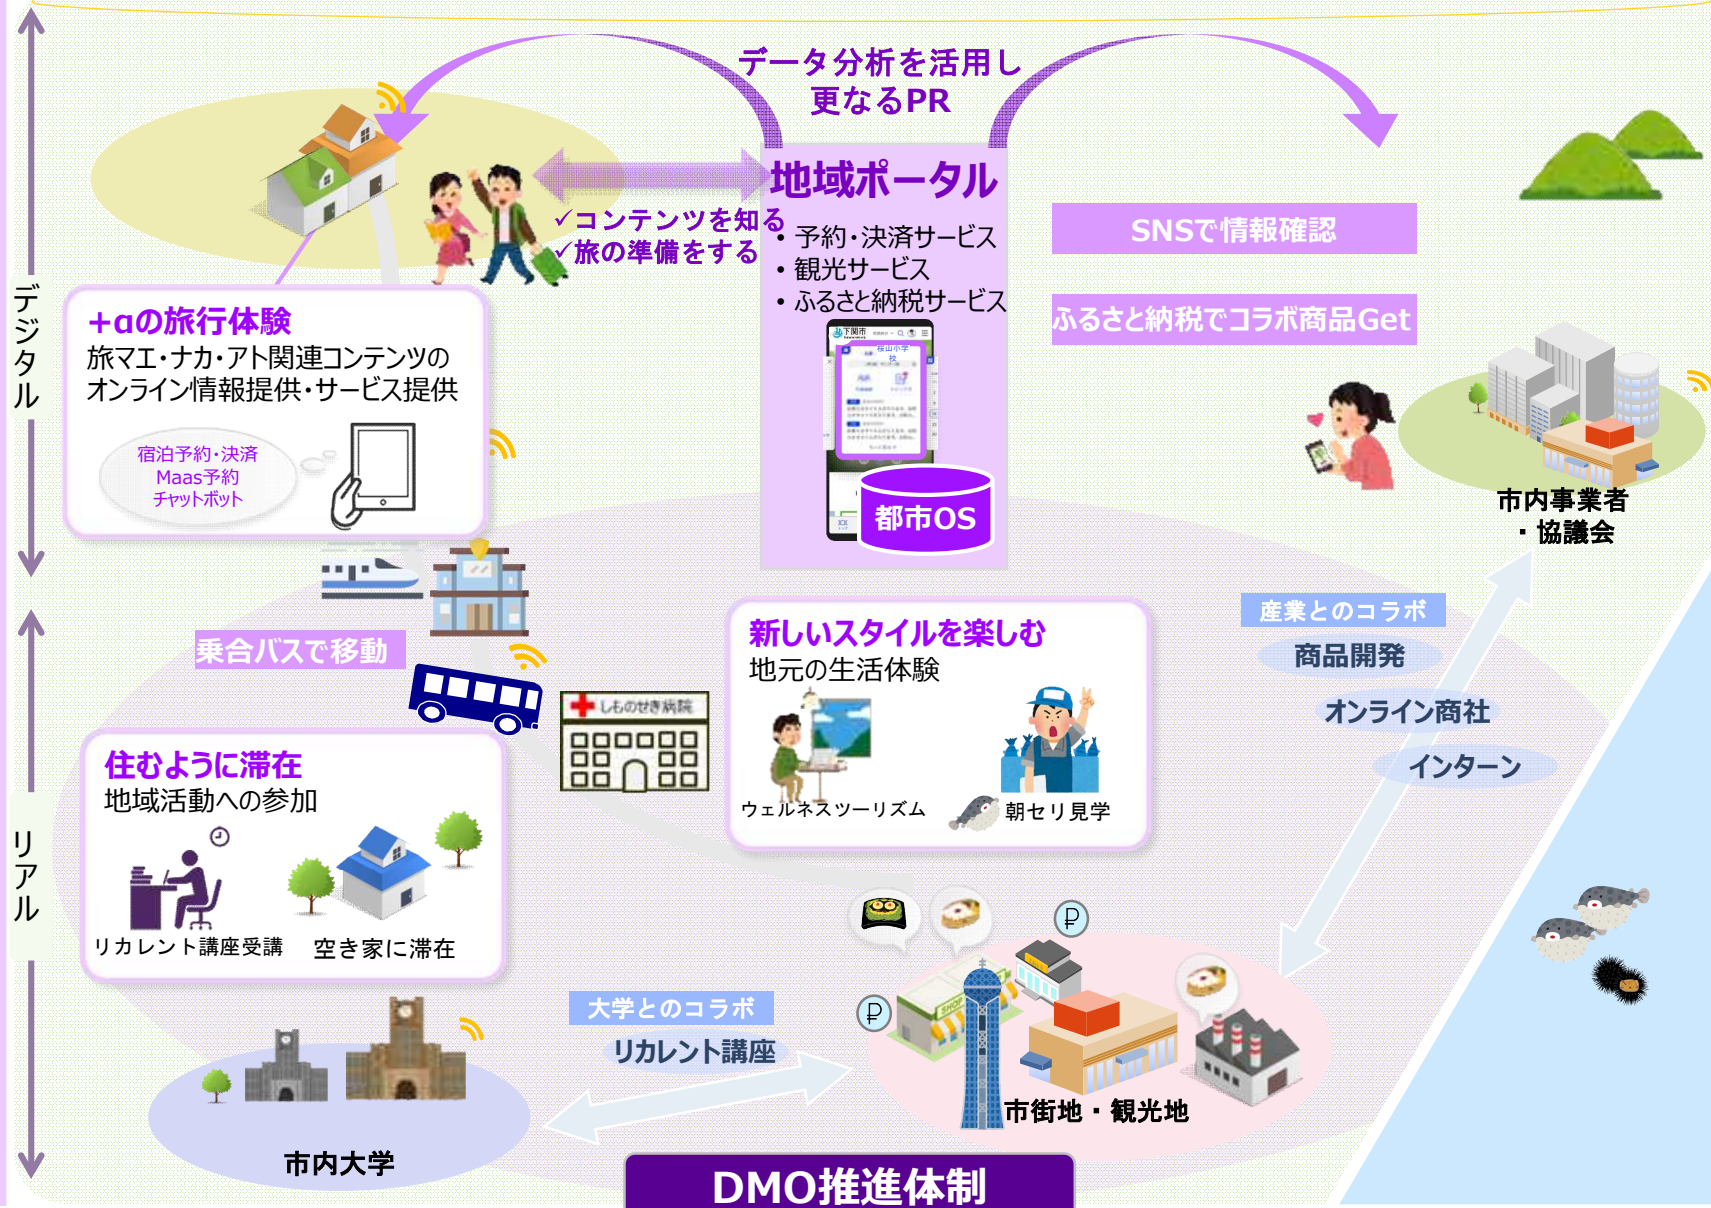 データ分析を活用し
更なるPR
地域ポータル
✓コンテンツを知る
✓旅の準備をする
・予約・決済サービス
・観光サービス
・ふるさと納税サービス
下関市
桜山小学
校
都市OS
SNSで情報確認
ふるさと納税でコラボ商品Get
市内事業者
・協議会
デジタル
+αの旅行体験
旅マエ・ナカ・アト関連コンテンツの
オンライン情報提供・サービス提供
宿泊予約・決済
Maas予約
チャットボット
リアル
乗合バスで移動
しものせき病院
新しいスタイルを楽しむ
地元の生活体験
ウェルネスツーリズム
朝セリ見学
産業とのコラボ
商品開発
オンライン商社
インターン
住むように滞在
地域活動への参加
リカレント講座受講
空き家に滞在
大学とのコラボ
リカレント講座
SHOP
₽
₽
市街地・観光地
市内大学
DMO推進体制